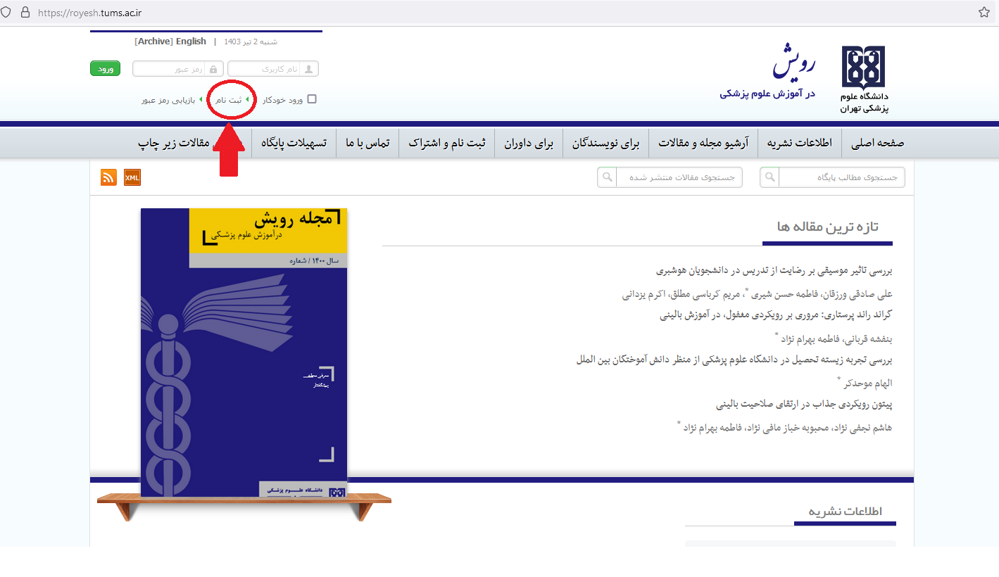 https://royesh.tums.ac.ir
شنبه 2 تیر 1403 | English [Archive]
نام کاربری
رمز عبور
ورود
ورود خودکار
ثبت نام
بازیابی رمز عبور
رویش
در آموزش علوم پزشکی
دانشگاه علوم
پزشکی تهران
صفحه اصلی
اطلاعات نشریه
آرشیو مجله و مقالات
برای نویسندگان
برای داوران
ثبت نام و اشتراک
تماس با ما
تسهیلات پایگاه
مقالات زیر چاپ
جستجوی مطالب پایگاه
جستجوی مقالات منتشر شده
XML
تازه ترین مقاله ها
بررسی تاثیر موسیقی بر رضایت از تدریس در دانشجویان هوشبری
علی صادقی ورزقان، فاطمه حسن شیری *، مریم کرباسی مطلق، اکرم یزدانی
گراند راند پرستاری: مروری بر رویکردی مغفول، در آموزش بالینی
بنفشه قربانی، فاطمه بهرام نژاد *
بررسی تجربه زیسته تحصیل در دانشگاه علوم پزشکی از منظر دانش آموختگان بین الملل
الهام موحدکر *
پیتون رویکردی جذاب در ارتقای صلاحیت بالینی
هاشم نجفی نژاد، محبوبه خباز مافی نژاد، فاطمه بهرام نژاد *
مجله رویش
در آموزش علوم پزشکی
سال ۱۴۰۰ / شماره
دانشگاه علوم پزشکی
اطلاعات نشریه